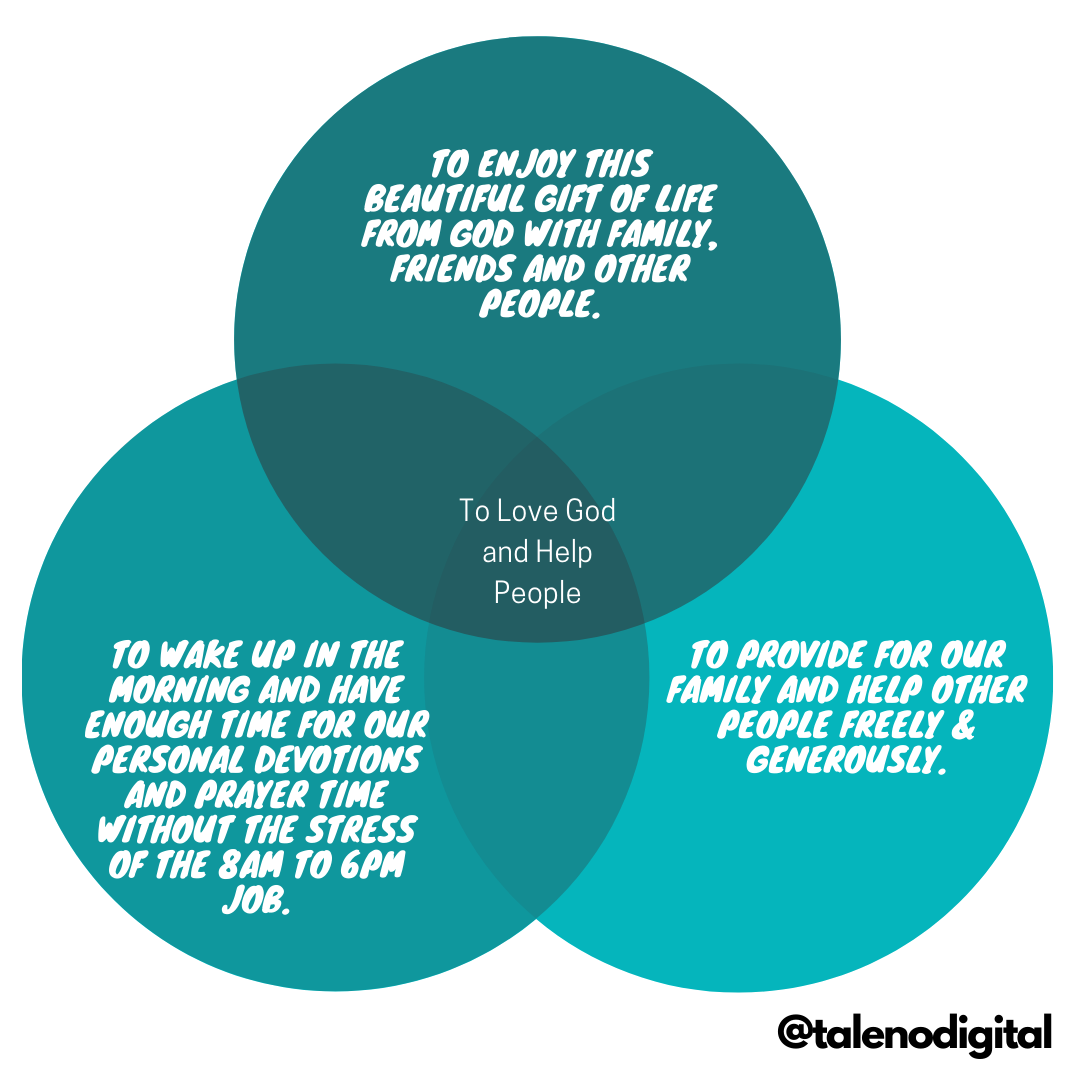 TO ENJOY THIS
BEAUTIFUL GIFT OF LIFE
FROM GOD WITH FAMILY,
FRIENDS AND OTHER
PEOPLE.
To Love God
and Help
People
TO WAKE UP IN THE
MORNING AND HAVE
ENOUGH TIME FOR OUR
PERSONAL DEVOTIONS
AND PRAYER TIME
WITHOUT THE STRESS
OF THE 8AM TO 6PM
JOB.
TO PROVIDE FOR OUR
FAMILY AND HELP OTHER
PEOPLE FREELY &
GENEROUSLY.
@talenodigital